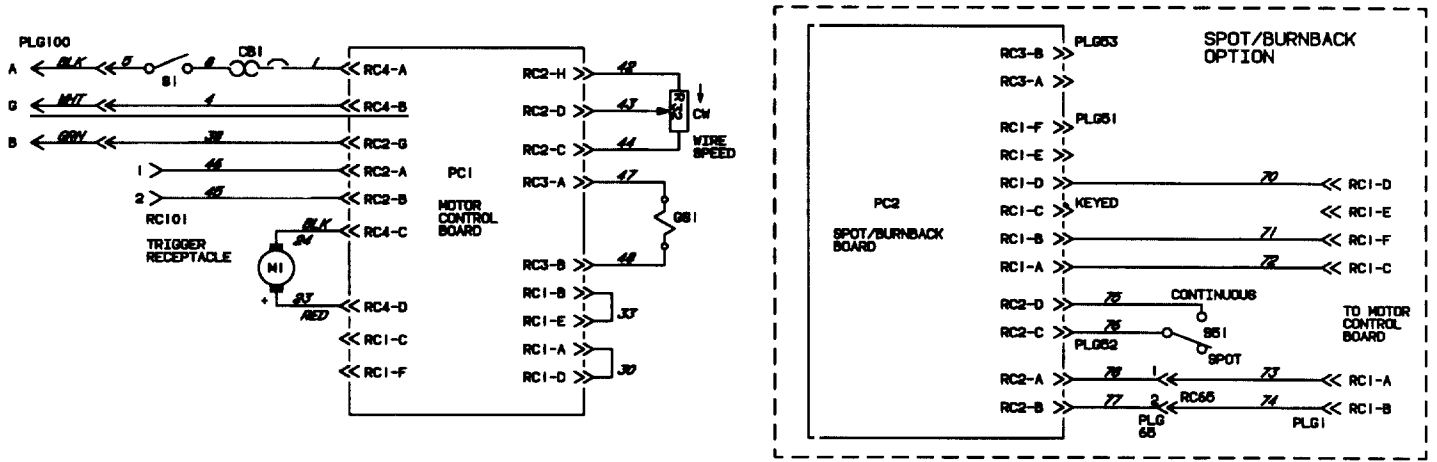 PLG100
A BLK 5 S1 6 CB1 1 RC4-A
G WHT 4 RC4-B
B GRN 39 RC2-G
1 46 RC2-A
2 45 RC2-B
RC101
TRIGGER
RECEPTACLE
BLK
94
RC4-C
M1
+
93
RED
RC4-D
RC1-C
RC1-F
PC1
MOTOR
CONTROL
BOARD
RC2-H 42
RC2-D 43
RC2-C 44
CW
WIRE
SPEED
RC3-A 47
GS1
RC3-B 48
RC1-B
33
RC1-E
RC1-A
30
RC1-D
SPOT/BURNBACK
OPTION
PC2
SPOT/BURNBACK
BOARD
RC3-B PLG53
RC3-A
RC1-F PLG51
RC1-E
RC1-D 70 RC1-D
RC1-C KEYED RC1-E
RC1-B 71 RC1-F
RC1-A 72 RC1-C
RC2-D 75 CONTINUOUS
RC2-C 76 S51
PLG52 SPOT
TO MOTOR
CONTROL
BOARD
RC2-A 78 1 73 RC1-A
RC2-B 77 2 RC65 74 RC1-B
PLG
65
PLG1